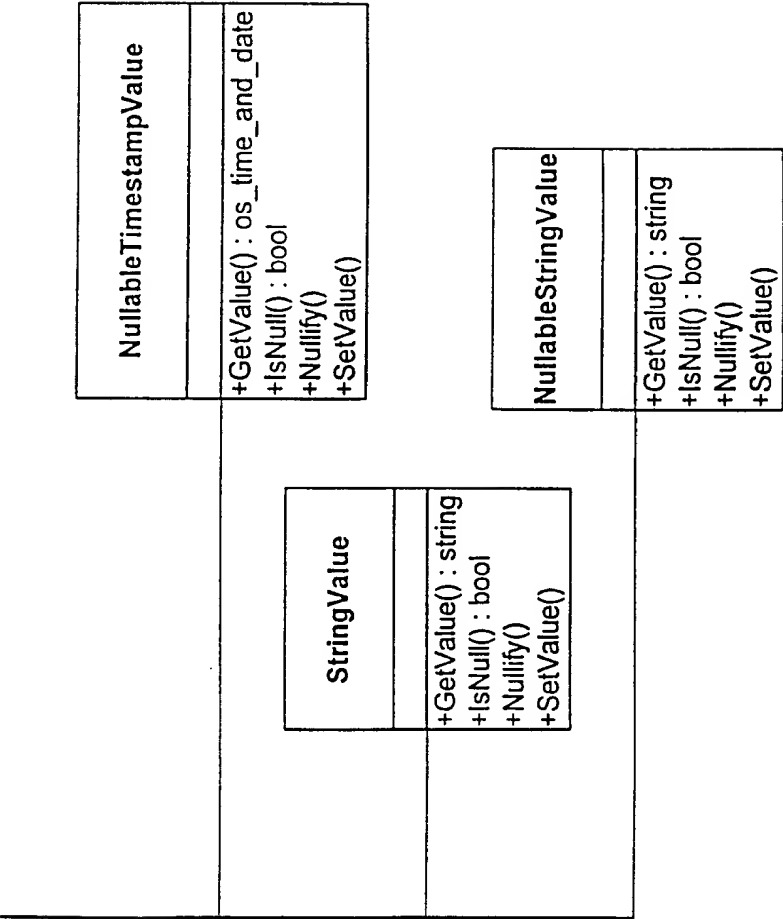 NullableTimestampValue
+GetValue() : os_time_and_date
+IsNull() : bool
+Nullify()
+SetValue()
StringValue
+GetValue() : string
+IsNull() : bool
+Nullify()
+SetValue()
NullableStringValue
+GetValue() : string
+IsNull() : bool
+Nullify()
+SetValue()